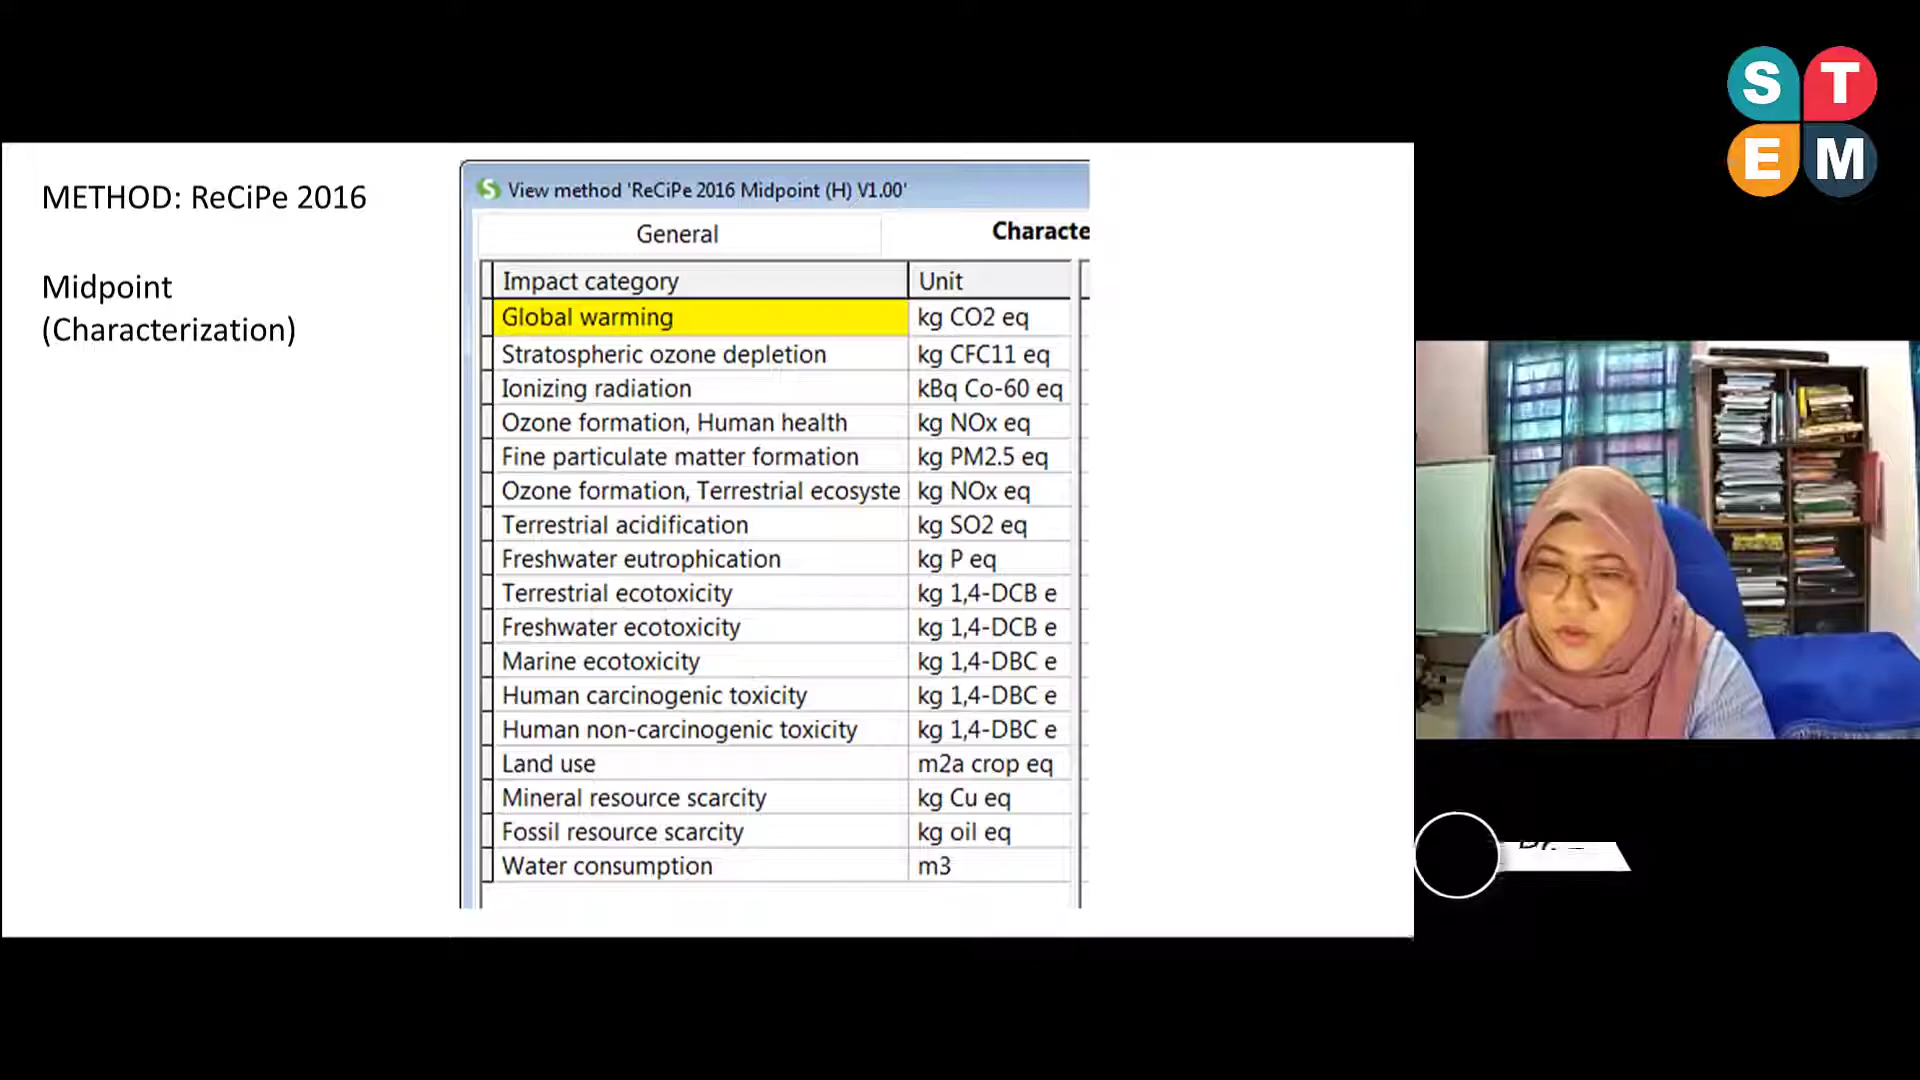 METHOD: ReCiPe 2016
Midpoint
(Characterization)
View method 'ReCiPe 2016 Midpoint (H) V1.00'
General Characte
Impact category Unit
Global warming kg CO2 eq
Stratospheric ozone depletion kg CFC11 eq
Ionizing radiation kBq Co-60 eq
Ozone formation, Human health kg NOx eq
Fine particulate matter formation kg PM2.5 eq
Ozone formation, Terrestrial ecosyste kg NOx eq
Terrestrial acidification kg SO2 eq
Freshwater eutrophication kg P eq
Terrestrial ecotoxicity kg 1,4-DCB e
Freshwater ecotoxicity kg 1,4-DCB e
Marine ecotoxicity kg 1,4-DBC e
Human carcinogenic toxicity kg 1,4-DBC e
Human non-carcinogenic toxicity kg 1,4-DBC e
Land use m2a crop eq
Mineral resource scarcity kg Cu eq
Fossil resource scarcity kg oil eq
Water consumption m3
S T
E M